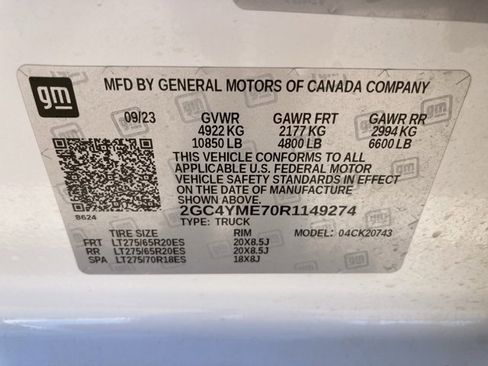 gm
MFD BY GENERAL MOTORS OF CANADA COMPANY
09/23 GVWR GAWR FRT GAWR RR
4922 KG 2177 KG 2994 KG
10850 LB 4800 LB 6600 LB
THIS VEHICLE CONFORMS TO ALL
APPLICABLE U.S. FEDERAL MOTOR
VEHICLE SAFETY STANDARDS IN EFFECT
ON THE DATE OF MANUFACTURE
SHOWN ABOVE.
8624
2GC4YME70R1149274
TYPE: TRUCK
TIRE SIZE RIM MODEL: 04CK20743
FRT LT275/65R20ES 20X8.5J
RR LT275/65R20ES 20X8.5J
SPA LT275/70R18ES 18X8J